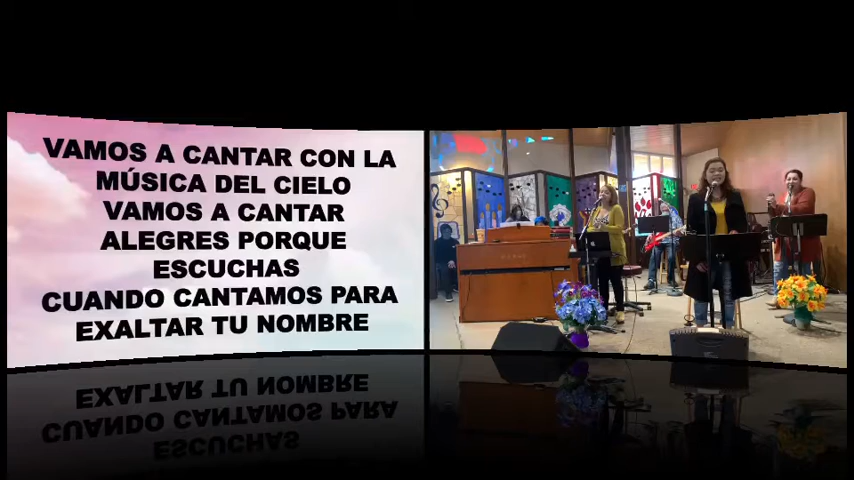 VAMOS A CANTAR CON LA
MÚSICA DEL CIELO
VAMOS A CANTAR
ALEGRES PORQUE
ESCUCHAS
CUANDO CANTAMOS PARA
EXALTAR TU NOMBRE